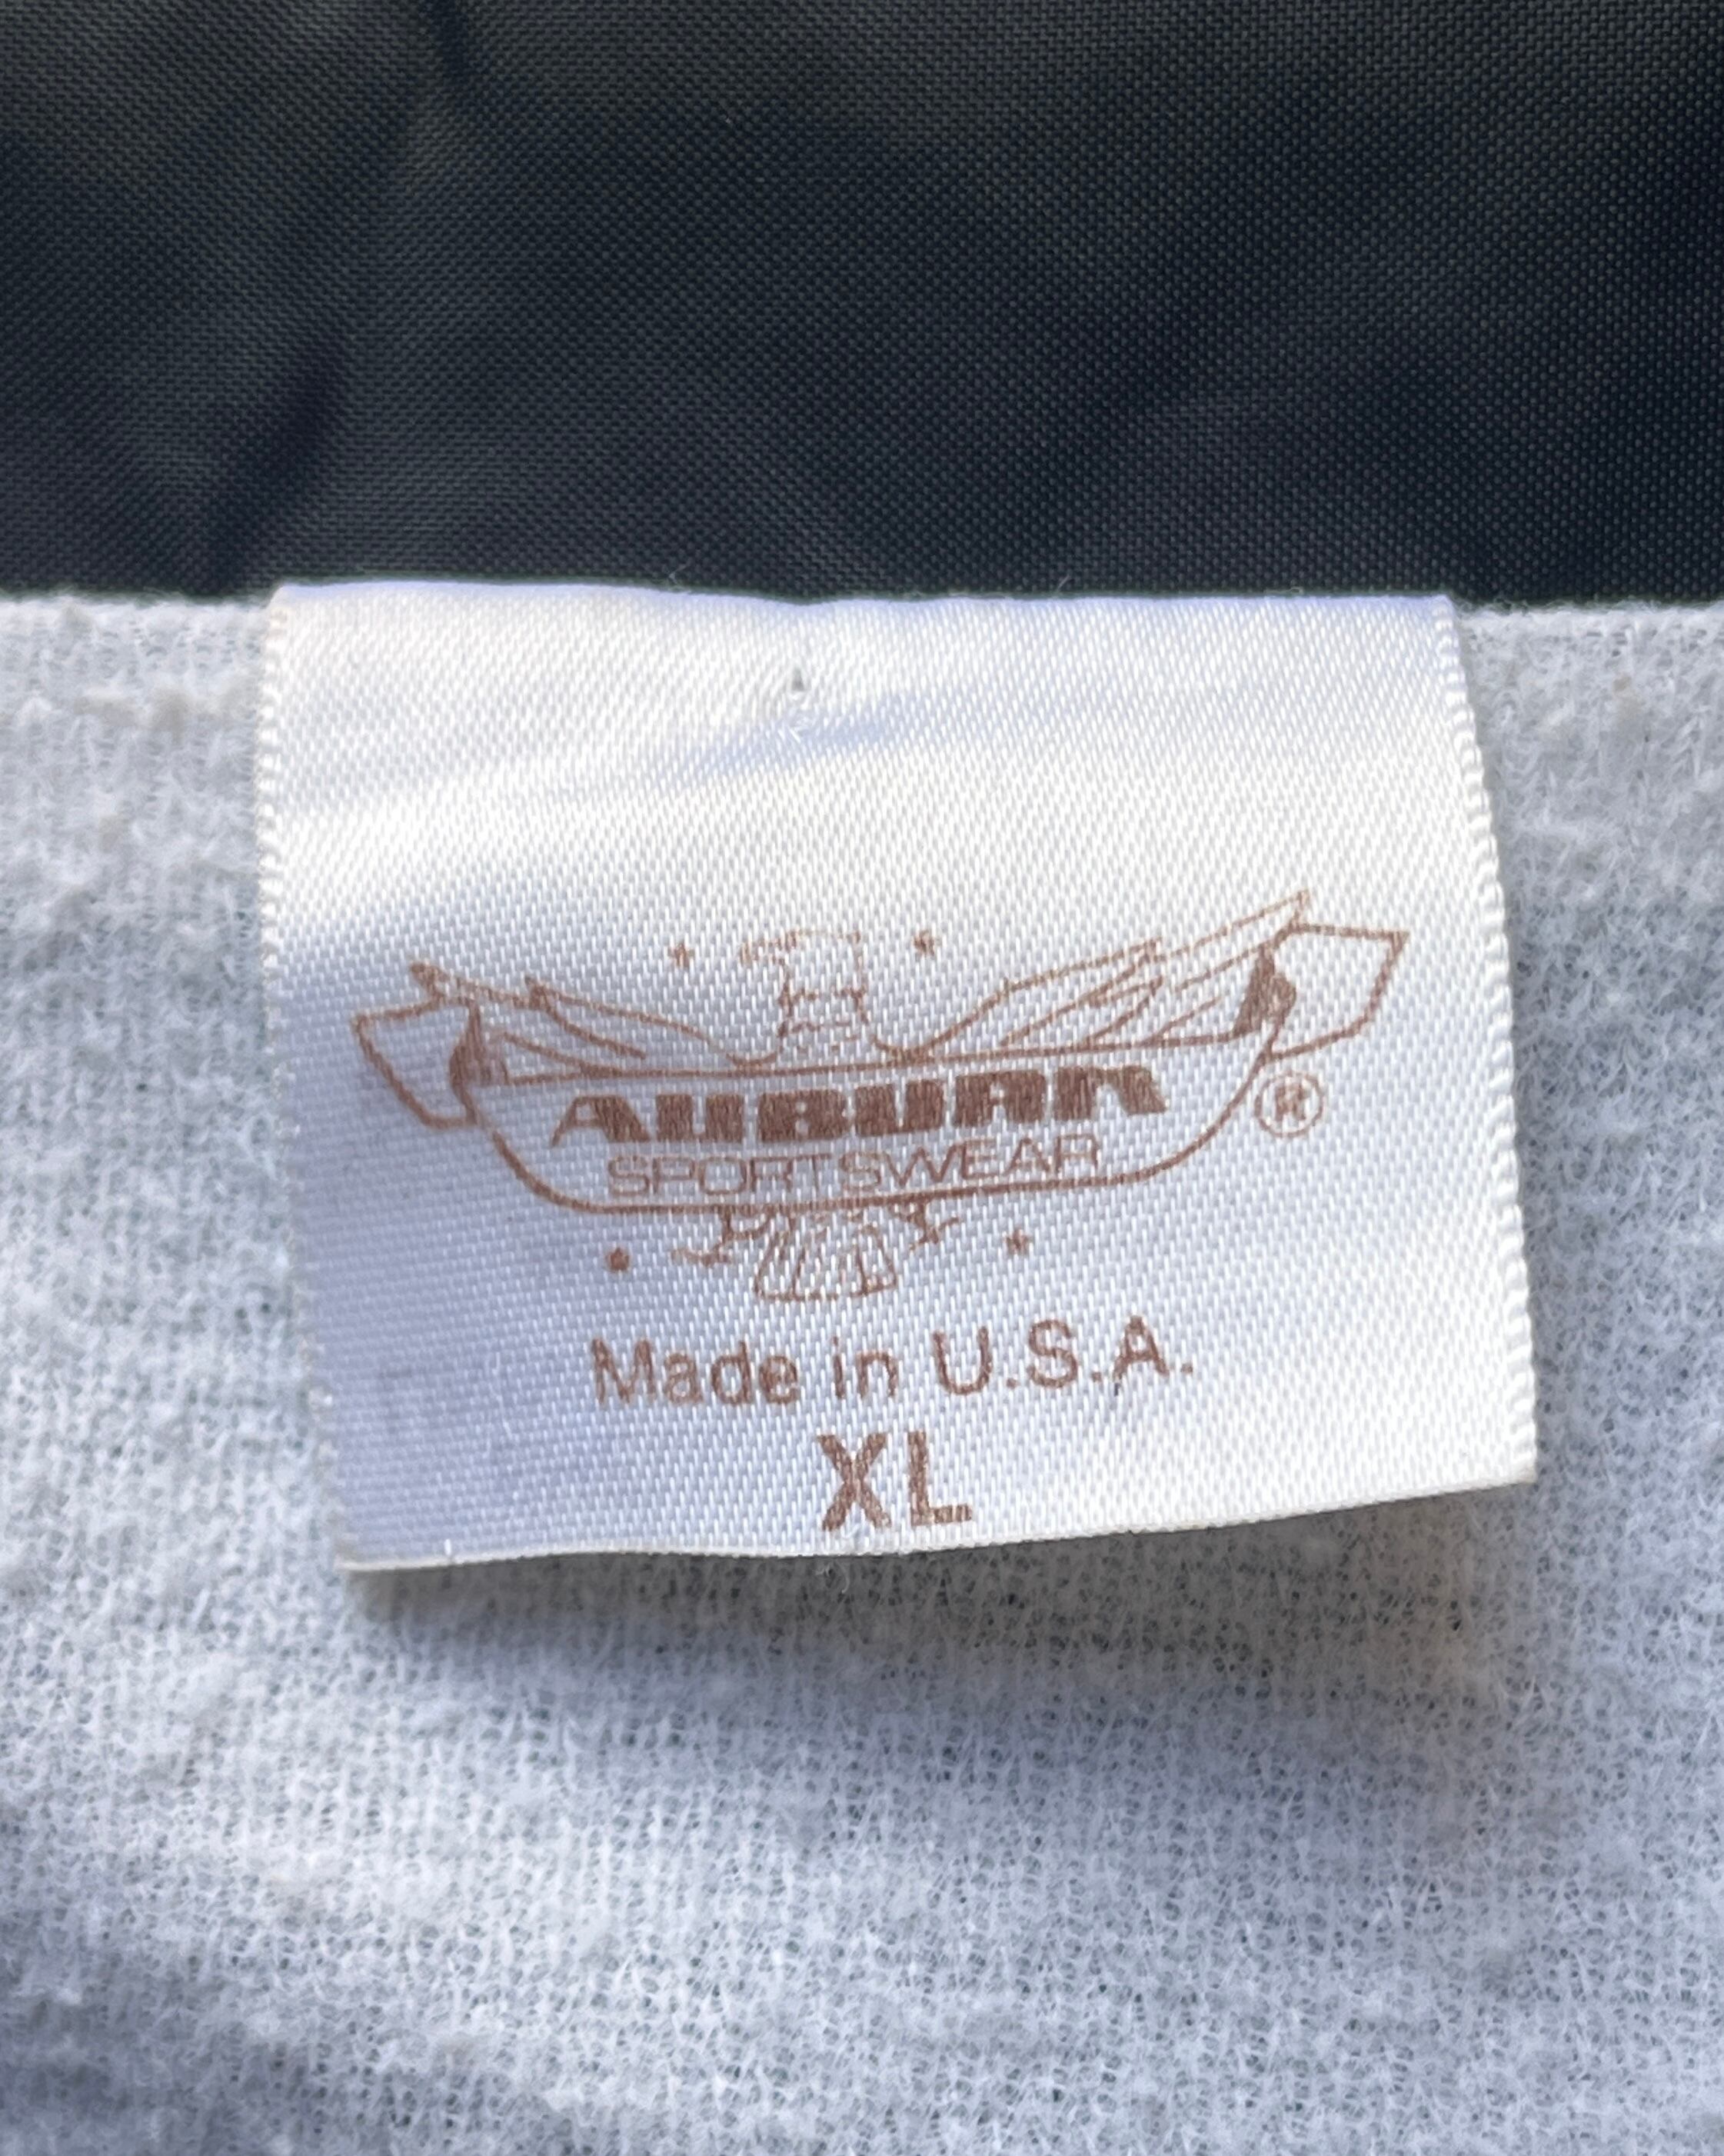 AUBURN
SPORTSWEAR
®
Made in U.S.A.
XL